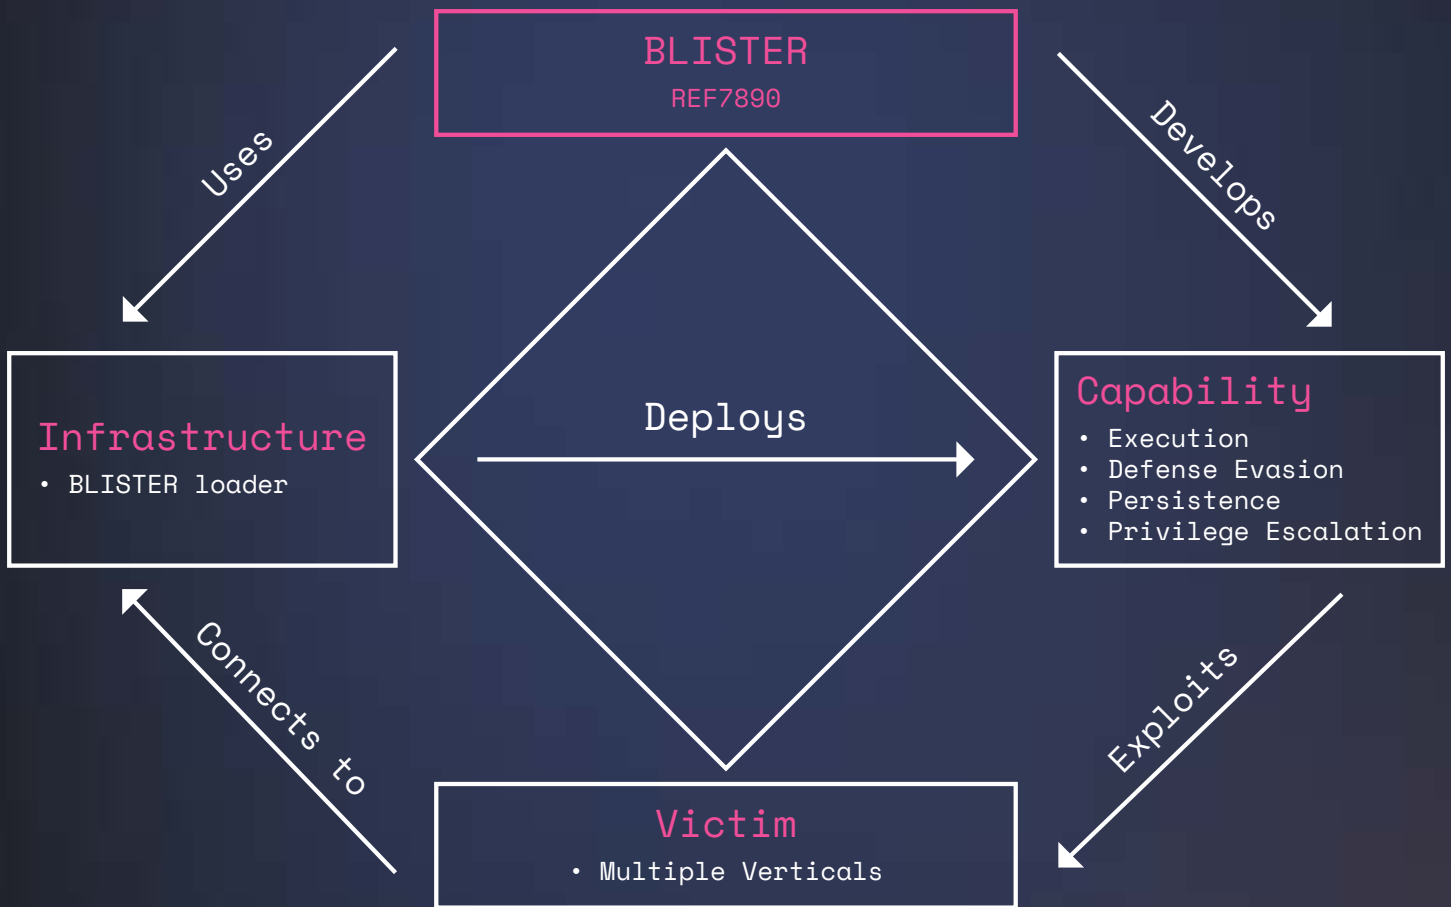 BLISTER
REF7890
Uses
Develops
Infrastructure
• BLISTER loader
Deploys
Capability
• Execution
• Defense Evasion
• Persistence
• Privilege Escalation
Connects to
Exploits
Victim
• Multiple Verticals